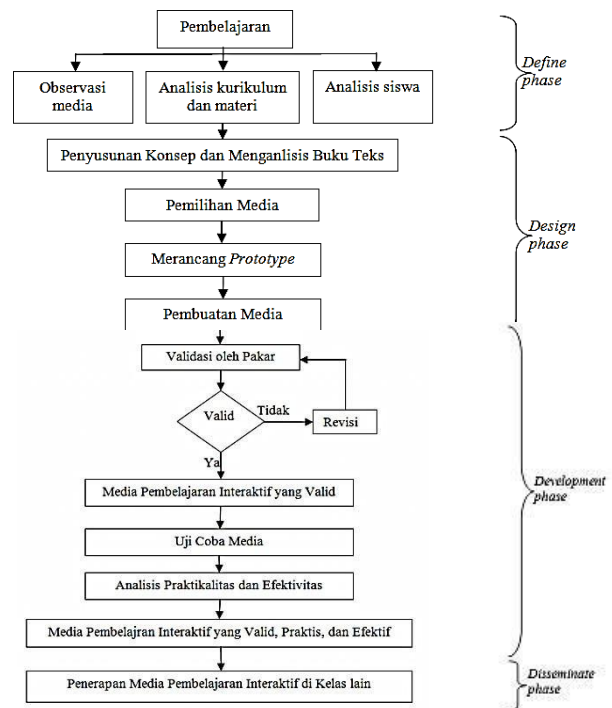 Pembelajaran
Define
phase
Observasi
media
Analisis kurikulum
dan materi
Analisis siswa
Penyusunan Konsep dan Menganlisis Buku Teks
Pemilihan Media
Design
phase
Merancang Prototype
Pembuatan Media
Validasi oleh Pakar
Valid
Tidak
Revisi
Ya
Development
phase
Media Pembelajaran Interaktif yang Valid
Uji Coba Media
Analisis Praktikalitas dan Efektivitas
Media Pembelajran Interaktif yang Valid, Praktis, dan Efektif
Disseminate
phase
Penerapan Media Pembelajaran Interaktif di Kelas lain